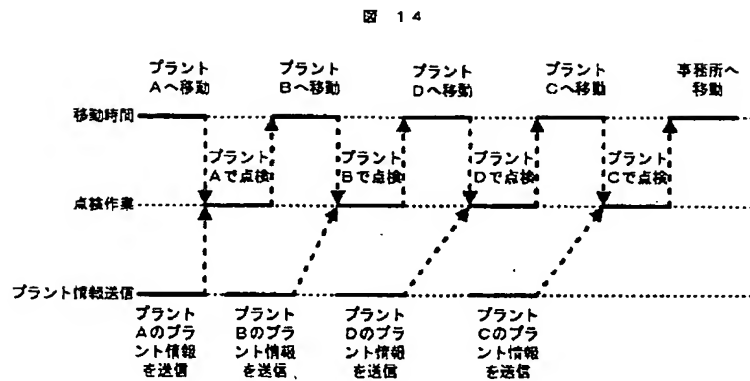 図 14
プラント
Aへ移動
プラント
Bへ移動
プラント
Dへ移動
プラント
Cへ移動
事務所へ
移動
移動時間
プラント
Aで点検
プラント
Bで点検
プラント
Dで点検
プラント
Cで点検
点検作業
プラント情報送信
プラント
Aのプラ
ント情報
を送信
プラント
Bのプラ
ント情報
を送信
プラント
Dのプラ
ント情報
を送信
プラント
Cのプラ
ント情報
を送信